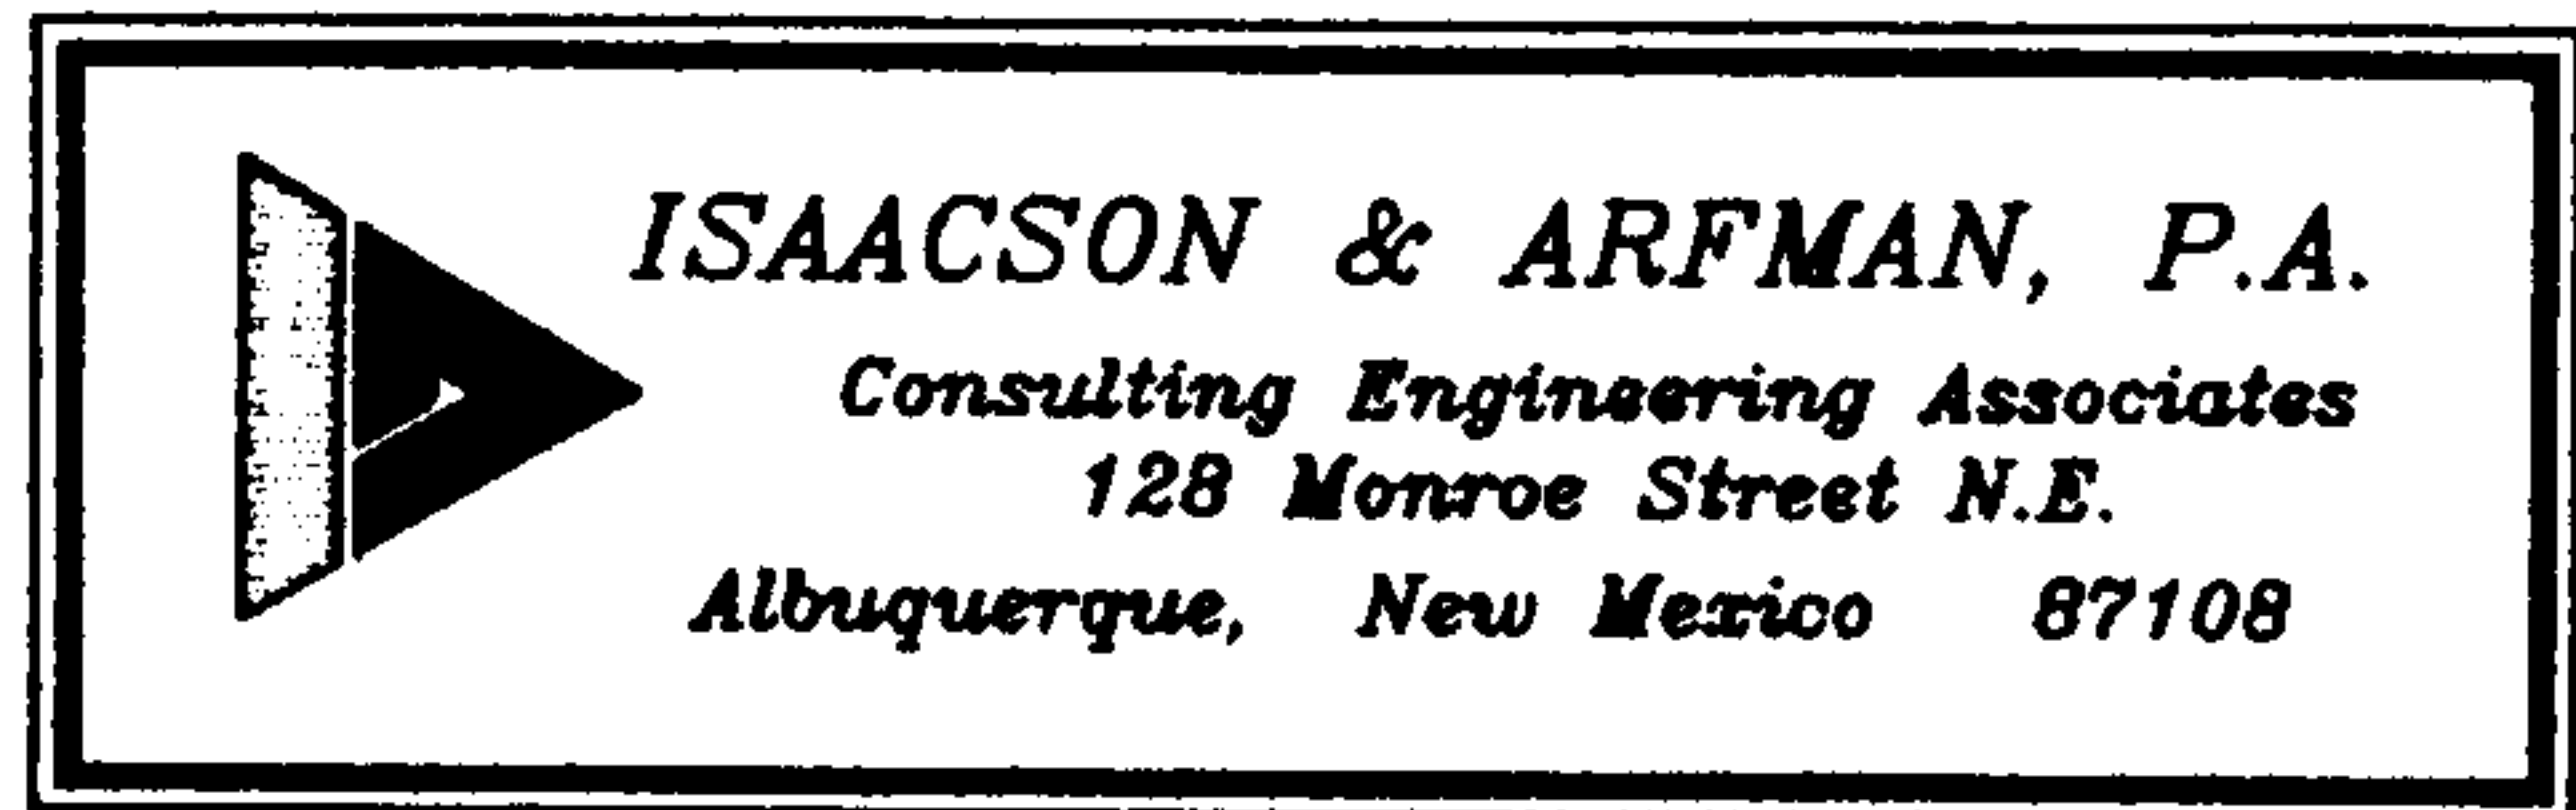 ISAACSON & ARFMAN, P.A.
Consulting Engineering Associates
128 Monroe Street N.E.
Albuquerque, New Mexico 87108